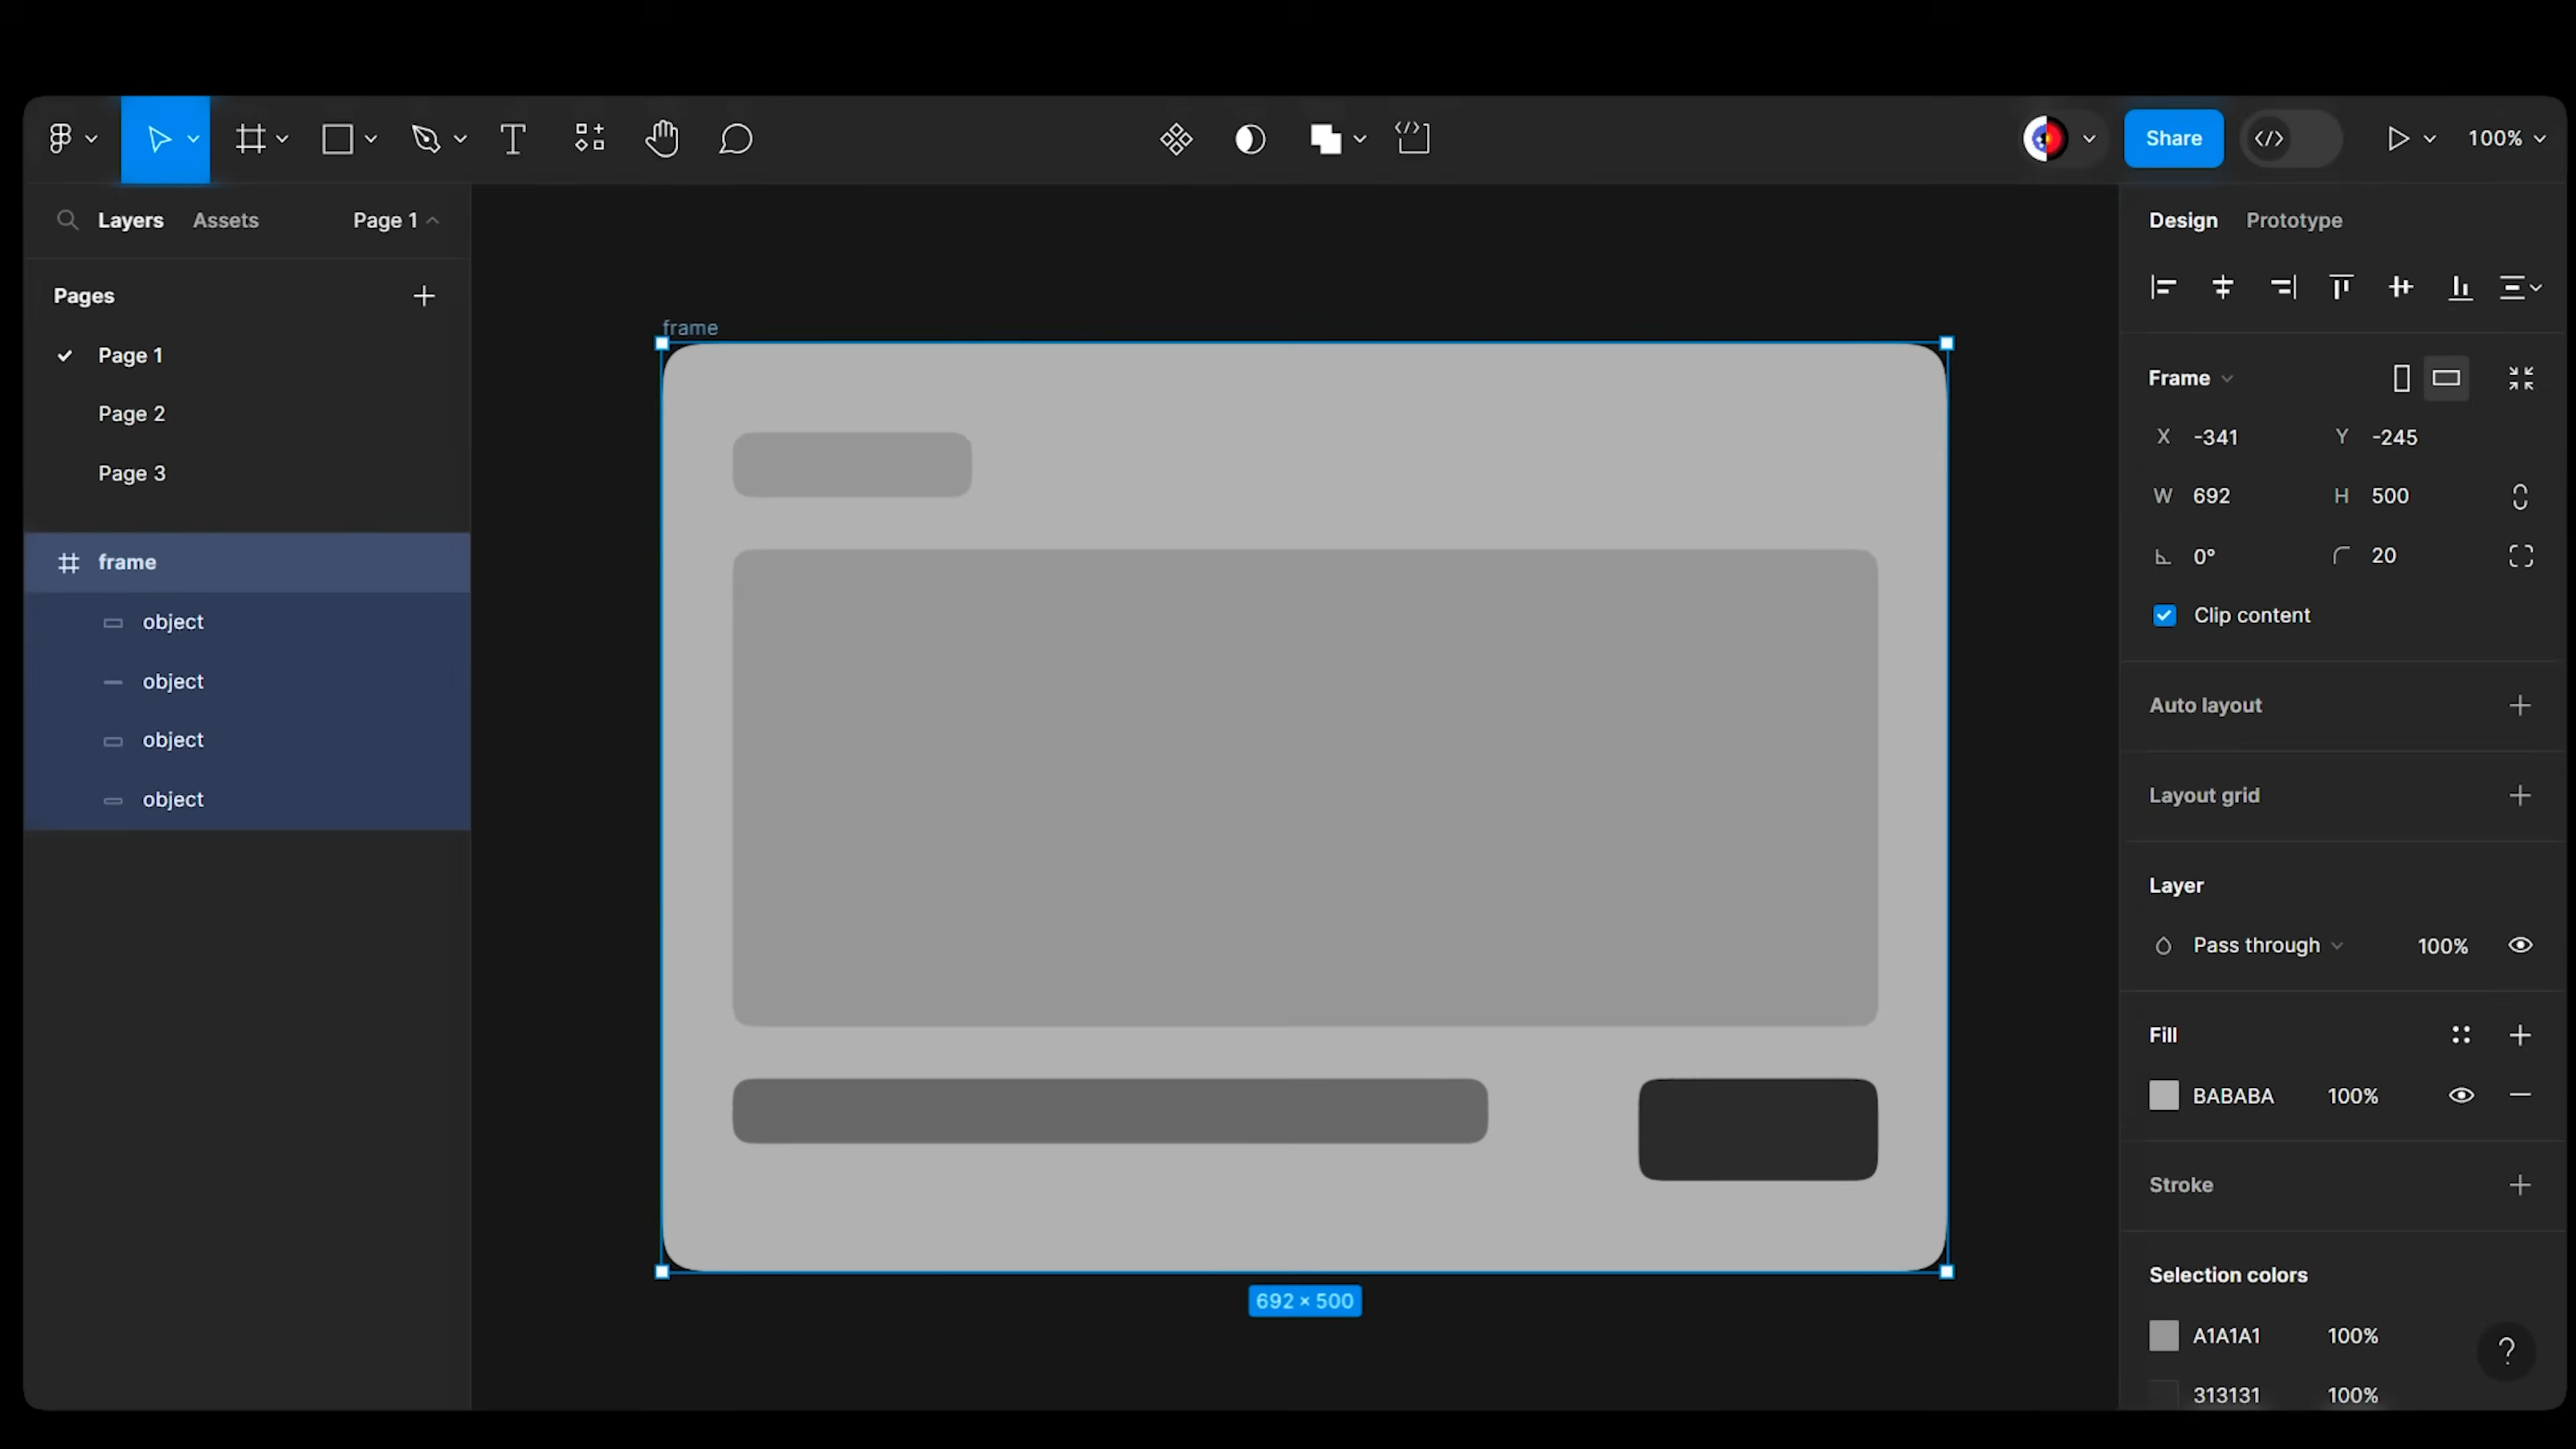 Share
100%
Layers Assets Page 1
Pages
Page 1
Page 2
Page 3
frame
object
object
object
object
frame
692 × 500
Design Prototype
Frame
X -341 Y -245
W 692 H 500
0° 20
Clip content
Auto layout
Layout grid
Layer
Pass through 100%
Fill
BABABA 100%
Stroke
Selection colors
A1A1A1 100%
?
313131 100%